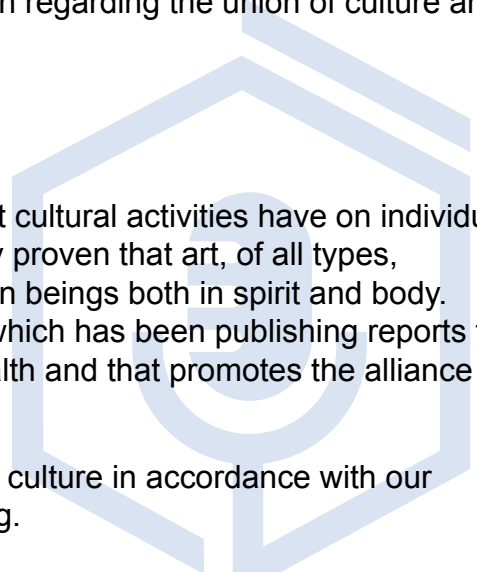 n regarding the union of culture an
t cultural activities have on individu
y proven that art, of all types,
n beings both in spirit and body.
which has been publishing reports
alth and that promotes the alliance
culture in accordance with our
g.